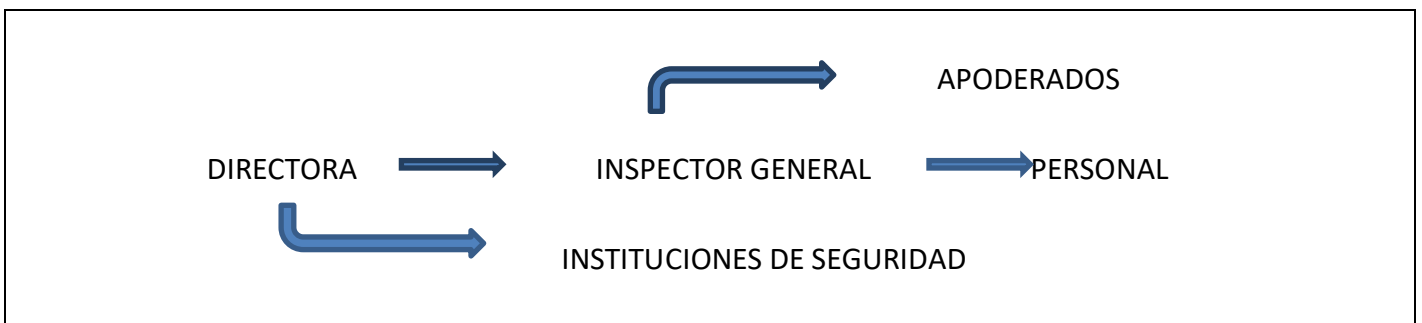 APODERADOS
DIRECTORA INSPECTOR GENERAL PERSONAL
INSTITUCIONES DE SEGURIDAD